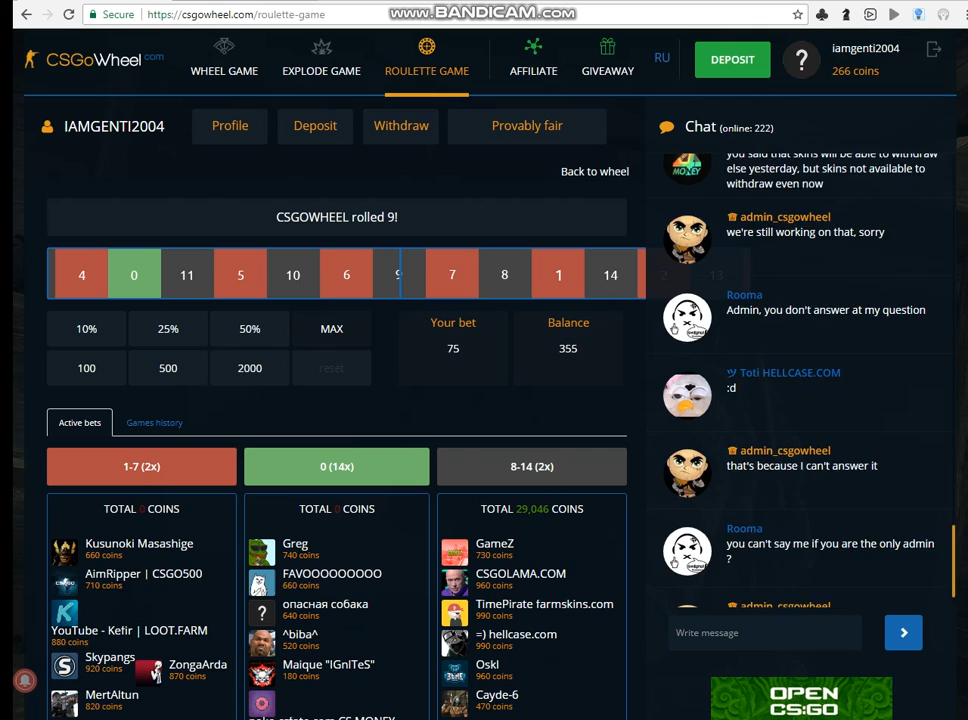 Secure
https://csgowheel.com/roulette-game
www.BANDICAM.com
CSGoWheel.com
WHEEL GAME
EXPLODE GAME
ROULETTE GAME
AFFILIATE
GIVEAWAY
RU
DEPOSIT
?
iamgenti2004
266 coins
IAMGENTI2004
Profile
Deposit
Withdraw
Provably fair
Back to wheel
CSGOWHEEL rolled 9!
4 0 11 5 10 6 9 7 8 1 14 2 13
10% 25% 50% MAX
100 500 2000 reset
Your bet
75
Balance
355
Active bets
Games history
1-7 (2x)
0 (14x)
8-14 (2x)
TOTAL 0 COINS
Kusunoki Masashige
660 coins
AimRipper | CSGO500
710 coins
YouTube - Kefir | LOOT.FARM
880 coins
Skypangs
920 coins
ZongaArda
870 coins
MertAltun
820 coins
TOTAL 0 COINS
Greg
740 coins
FAVOOOOOOOOO
660 coins
опасная собака
640 coins
^biba^
520 coins
Maique "IGnITeS"
180 coins
TOTAL 29,046 COINS
GameZ
730 coins
CSGOLAMA.COM
960 coins
TimePirate farmskins.com
990 coins
=) hellcase.com
990 coins
Oskl
960 coins
Cayde-6
470 coins
Chat (online: 222)
MONEY
you said that skins will be able to withdraw
else yesterday, but skins not available to
withdraw even now
admin_csgowheel
we're still working on that, sorry
Rooma
Admin, you don't answer at my question
ツ Toti HELLCASE.COM
:d
admin_csgowheel
that's because I can't answer it
Rooma
you can't say me if you are the only admin
?
admin_csgowheel
Write message
OPEN
CS:GO